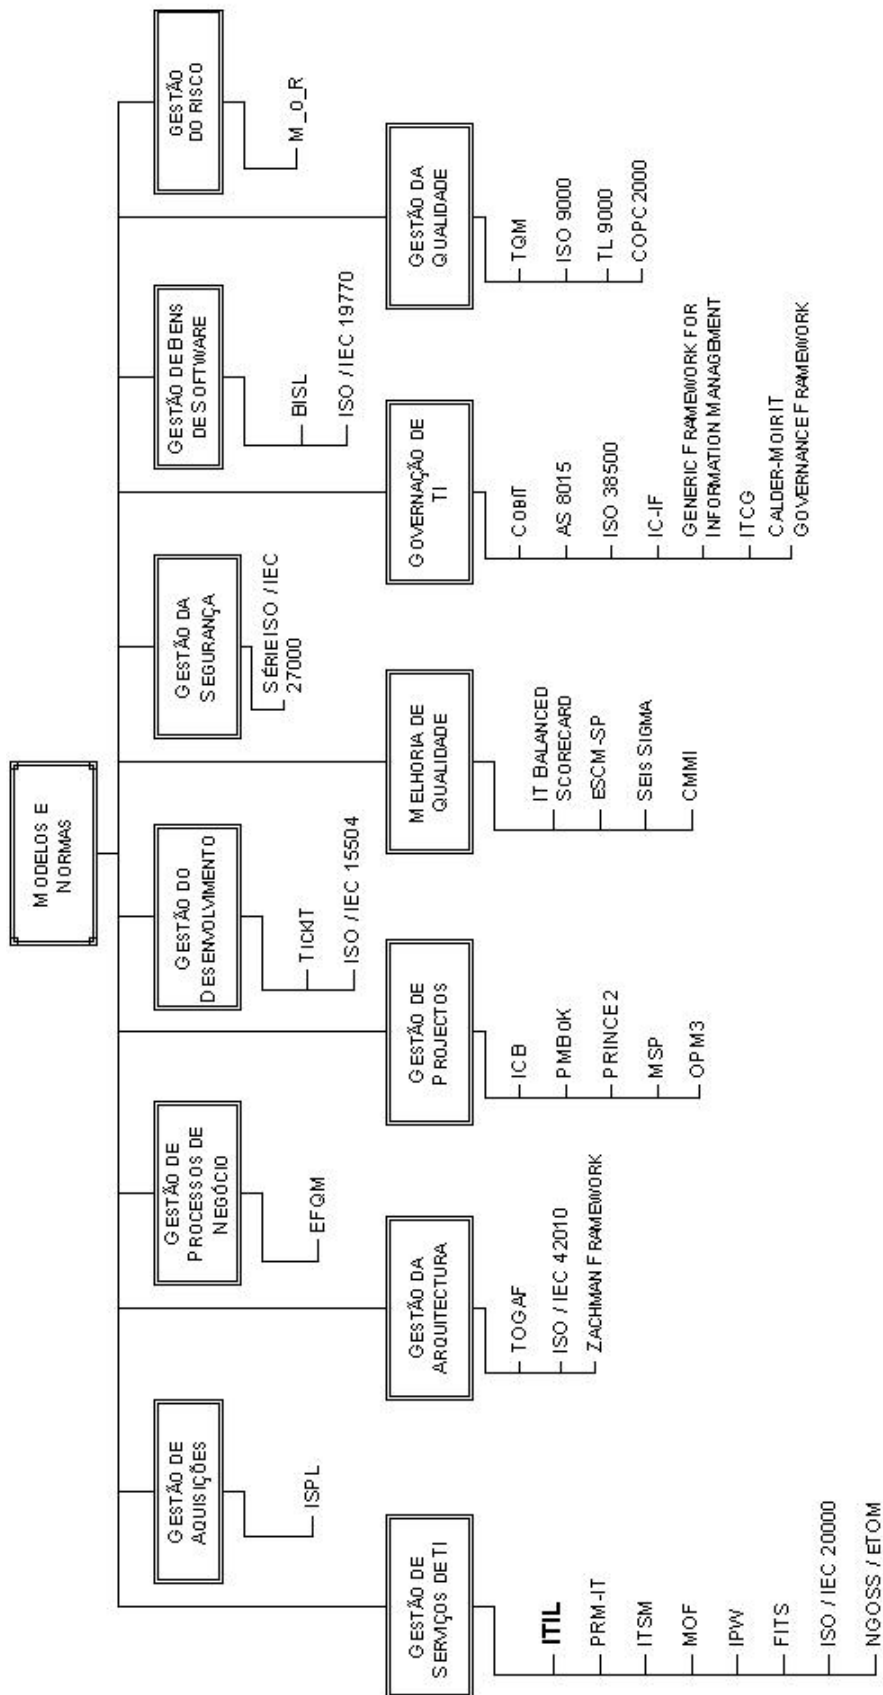 MODELOS E
NORMAS
GESTÃO DE
AQUISIÇÕES
ISPL
GESTÃO DE
PROCESSOS DE
NEGÓCIO
EFQM
GESTÃO DO
DESENVOLVIMENTO
TICKIT
ISO / IEC 15504
GESTÃO DA
SEGURANÇA
SÉRIE ISO / IEC
27000
GESTÃO DE BENS
DE SOFTWARE
BISL
ISO / IEC 19770
GESTÃO
DO RISCO
M_O_R
GESTÃO DE
SERVIÇOS DE TI
ITIL
PRM-IT
ITSM
MOF
IPW
FITS
ISO / IEC 20000
NGOSS / ETOM
GESTÃO DA
ARQUITECTURA
TOGAF
ISO / IEC 42010
ZACHMAN FRAMEWORK
GESTÃO DE
PROJECTOS
ICB
PMBOK
PRINCE2
MSP
OPM3
MELHORIA DE
QUALIDADE
IT BALANCED
SCORECARD
ESCM-SP
SEIS SIGMA
CMMI
GOVERNAÇÃO DE
TI
COBIT
AS 8015
ISO 38500
IC-IF
GENERIC FRAMEWORK FOR
INFORMATION MANAGEMENT
ITCG
CALDER-MOIR IT
GOVERNANCE FRAMEWORK
GESTÃO DA
QUALIDADE
TQM
ISO 9000
TL 9000
COPC 2000